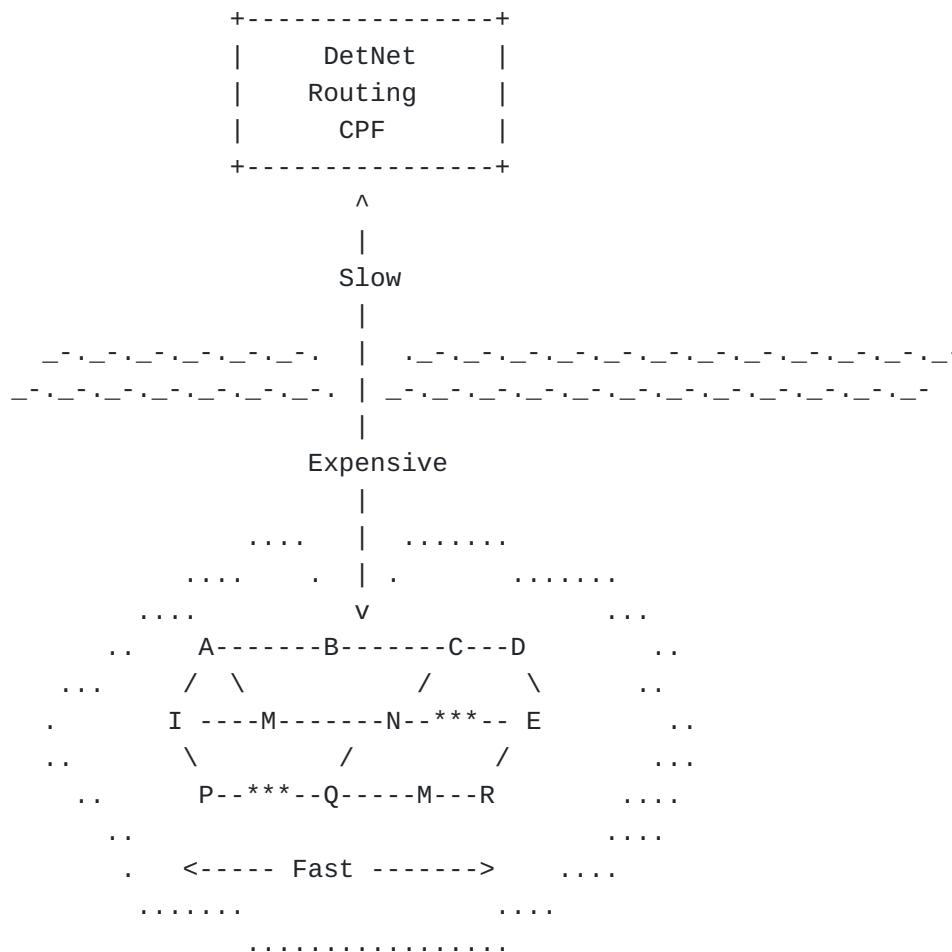 DetNet
Routing
CPF
Slow
Expensive
A-------B-------C---D
I ----M-------N--***-- E
P--***--Q-----M---R
<----- Fast ------->